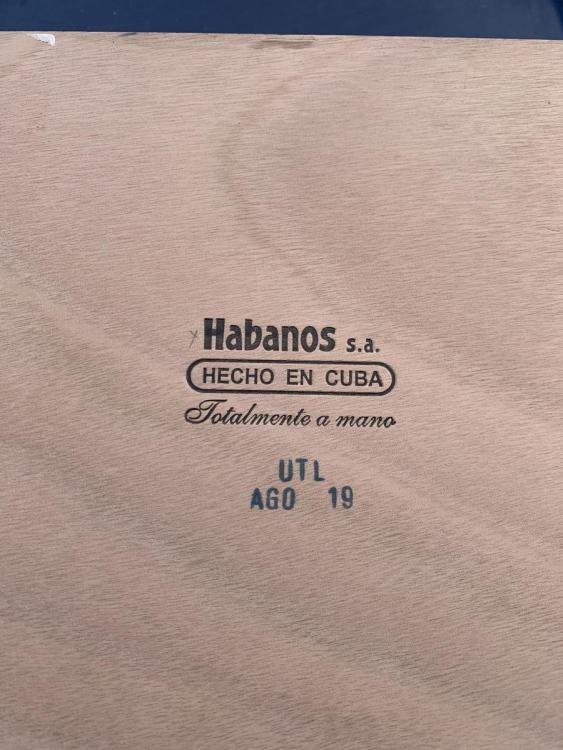 Habanos s.a.
HECHO EN CUBA
Totalmente a mano
UTL
AGO 19